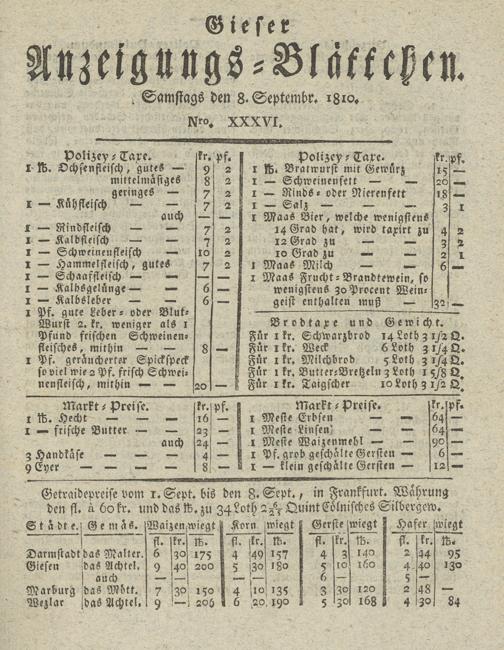 Gieser
Anzeigungs-Blättchen.
Samstags den 8. Septembr. 1810.
Nro. XXXVI.
Polizey-Taxe. kr. pf.
1 ℔. Ochsenfleisch, gutes — 9 2
mittelmäsiges 8 2
geringes — 7 2
1 — Kühfleisch — 7 2
auch — —
1 — Rindfleisch — — 7 2
1 — Kalbfleisch — — 7 2
1 — Schweinenfleisch — 10 2
1 — Hammelfleisch, gutes 7 2
1 — Schaaffleisch — — — —
1 — Kalbsgelünge — — 6 —
1 — Kalbsleber — — 6 —
1 Pf. gute Leber- oder Blut-
Wurst 2. kr. weniger als 1
Pfund frischen Schweinen-
fleisches, mithin — — 8 —
1 Pf. geräucherter Spickspeck
so viel wie 2 Pf. frisch Schwei-
nenfleisch, mithin — — 20 —
Polizey-Taxe. kr. pf.
1 ℔. Bratwurst mit Gewürz 15 —
1 — Schweinenfett — 20 —
1 — Rinds- oder Nierenfett 18 —
1 — Salz — — 3 1
1 Maas Bier, welche wenigstens
14 Grad hat, wird taxirt zu 4 2
12 Grad zu — — 3 2
10 Grad zu — — 2 1
1 Maas Milch — — 6 —
1 Maas Frucht-Brandtewein, so
wenigstens 30 Procent Wein-
geist enthalten muß — 32 —
Brodtaxe und Gewicht.
Für 1 kr. Schwarzbrod 14 Loth 3 1/2 Q.
Für 1 kr. Weck 6 Loth 3 1/4 Q.
Für 1 kr. Milchbrod 5 Loth 3 1/4 Q.
Für 1 kr. Butter-Bretzeln 3 Loth 1 5/8 Q.
Für 1 kr. Taigscher 10 Loth 3 1/2 Q.
Markt-Preise. kr. pf.
1 ℔. Hecht — — 16 —
1 — frische Butter — — 23 —
auch 24 —
3 Handkäse — — — 4 —
9 Eyer — — — — 8 —
Markt-Preise. kr. pf.
1 Meste Erbsen — — 64 —
1 Meste Linsen — — 64 —
1 Meste Waizenmehl — — 90 —
1 Pf. grob geschälte Gersten — 6 —
1 — klein geschälte Gersten — 12 —
Getraidepreise vom 1. Sept. bis den 8. Sept., in Frankfurt. Währung
den fl. à 60 kr. und das ℔. zu 34 Loth Quint Cölnisches Silbergew.
Städte. Gemäs. Waizen wiegt Korn wiegt Gerste wiegt Hafer wiegt
fl. kr. ℔. fl. kr. ℔. fl. kr. ℔. fl. kr. ℔.
Darmstadt das Malter. 6 30 175 4 49 157 4 3 140 2 44 95
Giesen das Achtel. 9 40 200 5 30 180 5 10 160 4 40 130
auch — — — — 6 — 5 —
Marburg das Mött. 7 30 150 4 10 135 3 30 120 2 48 —
Wezlar das Achtel. 9 — 206 6 20 190 5 30 168 4 30 84